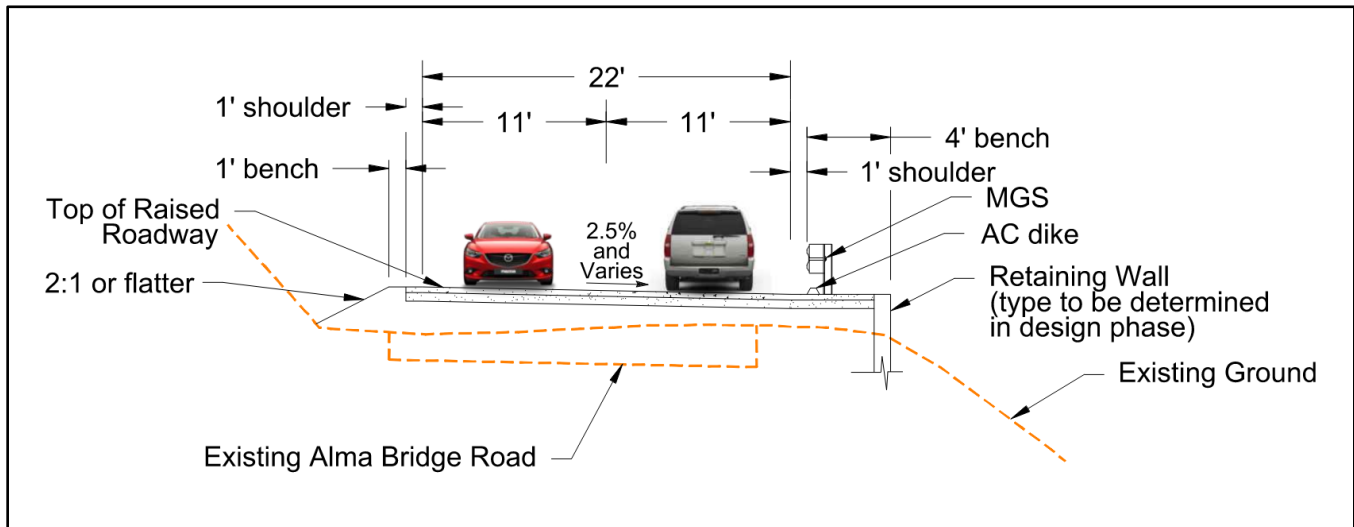 22'
1' shoulder
11'
11'
4' bench
1' bench
1' shoulder
MGS
Top of Raised
Roadway
AC dike
2.5%
and
Varies
2:1 or flatter
Retaining Wall
(type to be determined
in design phase)
Existing Ground
Existing Alma Bridge Road